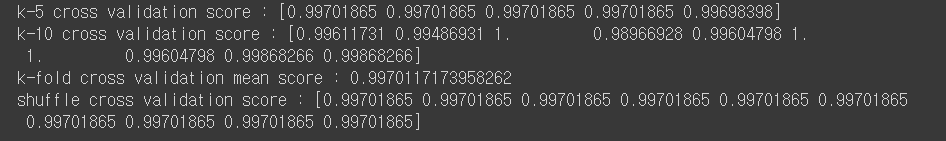 k-5 cross validation score : [0.99701865 0.99701865 0.99701865 0.99701865 0.99698398]
k-10 cross validation score : [0.99611731 0.99486931 1.         0.98966928 0.99604798 1.
 1.         0.99604798 0.99868266 0.99868266]
k-fold cross validation mean score : 0.9970117173958262
shuffle cross validation score : [0.99701865 0.99701865 0.99701865 0.99701865 0.99701865 0.99701865
 0.99701865 0.99701865 0.99701865 0.99701865]